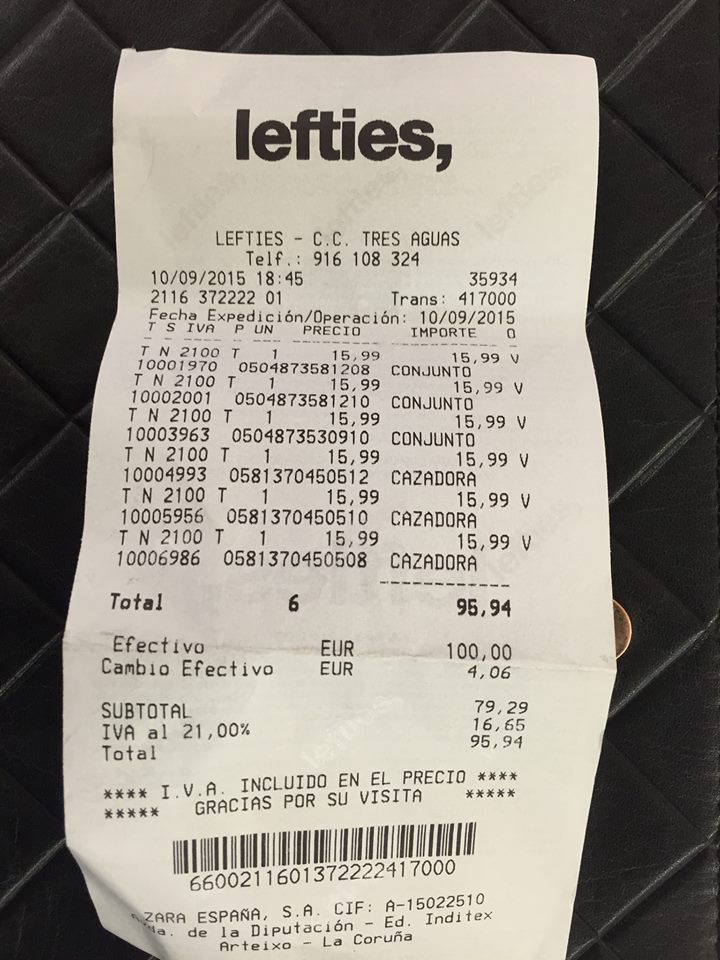 lefties,
LEFTIES - C.C. TRES AGUAS
Telf.: 916 108 324
10/09/2015 18:45 35934
2116 372222 01 Trans: 417000
Fecha Expedición/Operación: 10/09/2015
T S IVA P UN PRECIO IMPORTE O
T N 2100 T 1 15,99 15,99 V
10001970 0504873581208 CONJUNTO
T N 2100 T 1 15,99 15,99 V
10002001 0504873581210 CONJUNTO
T N 2100 T 1 15,99 15,99 V
10003963 0504873530910 CONJUNTO
T N 2100 T 1 15,99 15,99 V
10004993 0581370450512 CAZADORA
T N 2100 T 1 15,99 15,99 V
10005956 0581370450510 CAZADORA
T N 2100 T 1 15,99 15,99 V
10006986 0581370450508 CAZADORA
Total 6 95,94
Efectivo EUR 100,00
Cambio Efectivo EUR 4,06
SUBTOTAL 79,29
IVA al 21,00% 16,65
Total 95,94
**** I.V.A. INCLUIDO EN EL PRECIO ****
***** GRACIAS POR SU VISITA *****
6600211601372222417000
ZARA ESPAÑA, S.A. CIF: A-15022510
de la Diputación - Ed. Inditex
Arteixo - La Coruña